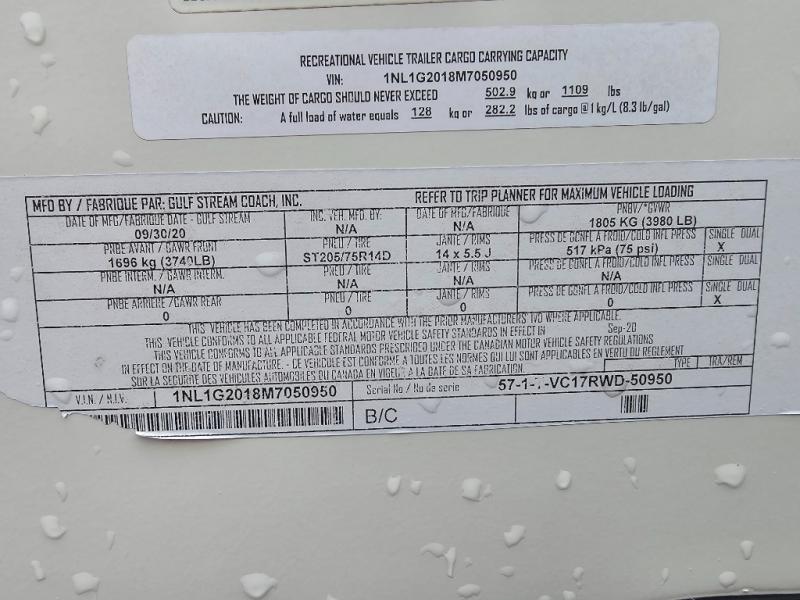 RECREATIONAL VEHICLE TRAILER CARGO CARRYING CAPACITY
VIN: 1NL1G2018M7050950
THE WEIGHT OF CARGO SHOULD NEVER EXCEED 502.9 kg or 1109 lbs
CAUTION: A full load of water equals 128 kg or 282.2 lbs of cargo @ 1 kg/L (8.3 lb/gal)
MFD BY / FABRIQUE PAR: GULF STREAM COACH, INC. REFER TO TRIP PLANNER FOR MAXIMUM VEHICLE LOADING
DATE OF MFG/FABRIQUE DATE - GULF STREAM INC. VEH. MFD. BY: DATE OF MFG/FABRIQUE PNBV/*GVWR
09/30/20 N/A N/A 1805 KG (3980 LB)
PNBE AVANT / GAWR FRONT PNEU / TIRE JANTE / RIMS PRESS DE GONFL A FROID/COLD INFL PRESS SINGLE DUAL
1696 kg (3740LB) ST205/75R14D 14 x 5.5 J 517 kPa (75 psi) X
PNBE INTERM. / GAWR INTERM. PNEU / TIRE JANTE / RIMS PRESS DE GONFL A FROID/COLD INFL PRESS SINGLE DUAL
N/A N/A N/A N/A
PNBE ARRIERE / GAWR REAR PNEU / TIRE JANTE / RIMS PRESS DE GONFL A FROID/COLD INFL PRESS SINGLE DUAL
0 0 0 0 X
THIS VEHICLE HAS BEEN COMPLETED IN ACCORDANCE WITH THE PRIOR MANUFACTURERS IVD WHERE APPLICABLE.
THIS VEHICLE CONFORMS TO ALL APPLICABLE FEDERAL MOTOR VEHICLE SAFETY STANDARDS IN EFFECT IN Sep-20
THIS VEHICLE CONFORMS TO ALL APPLICABLE STANDARDS PRESCRIBED UNDER THE CANADIAN MOTOR VEHICLE SAFETY REGULATIONS
IN EFFECT ON THE DATE OF MANUFACTURE. - CE VEHICULE EST CONFORME A TOUTES LES NORMES QUI LUI SONT APPLICABLES EN VERTU DU REGLEMENT
SUR LA SECURITE DES VEHICULES AUTOMOBILES DU CANADA EN VIGEUR A LA DATE DE SA FABRICATION. TYPE TRA/REM
V.I.N. / N.I.V. 1NL1G2018M7050950 Serial No / No de serie 57-1-.-VC17RWD-50950
B/C